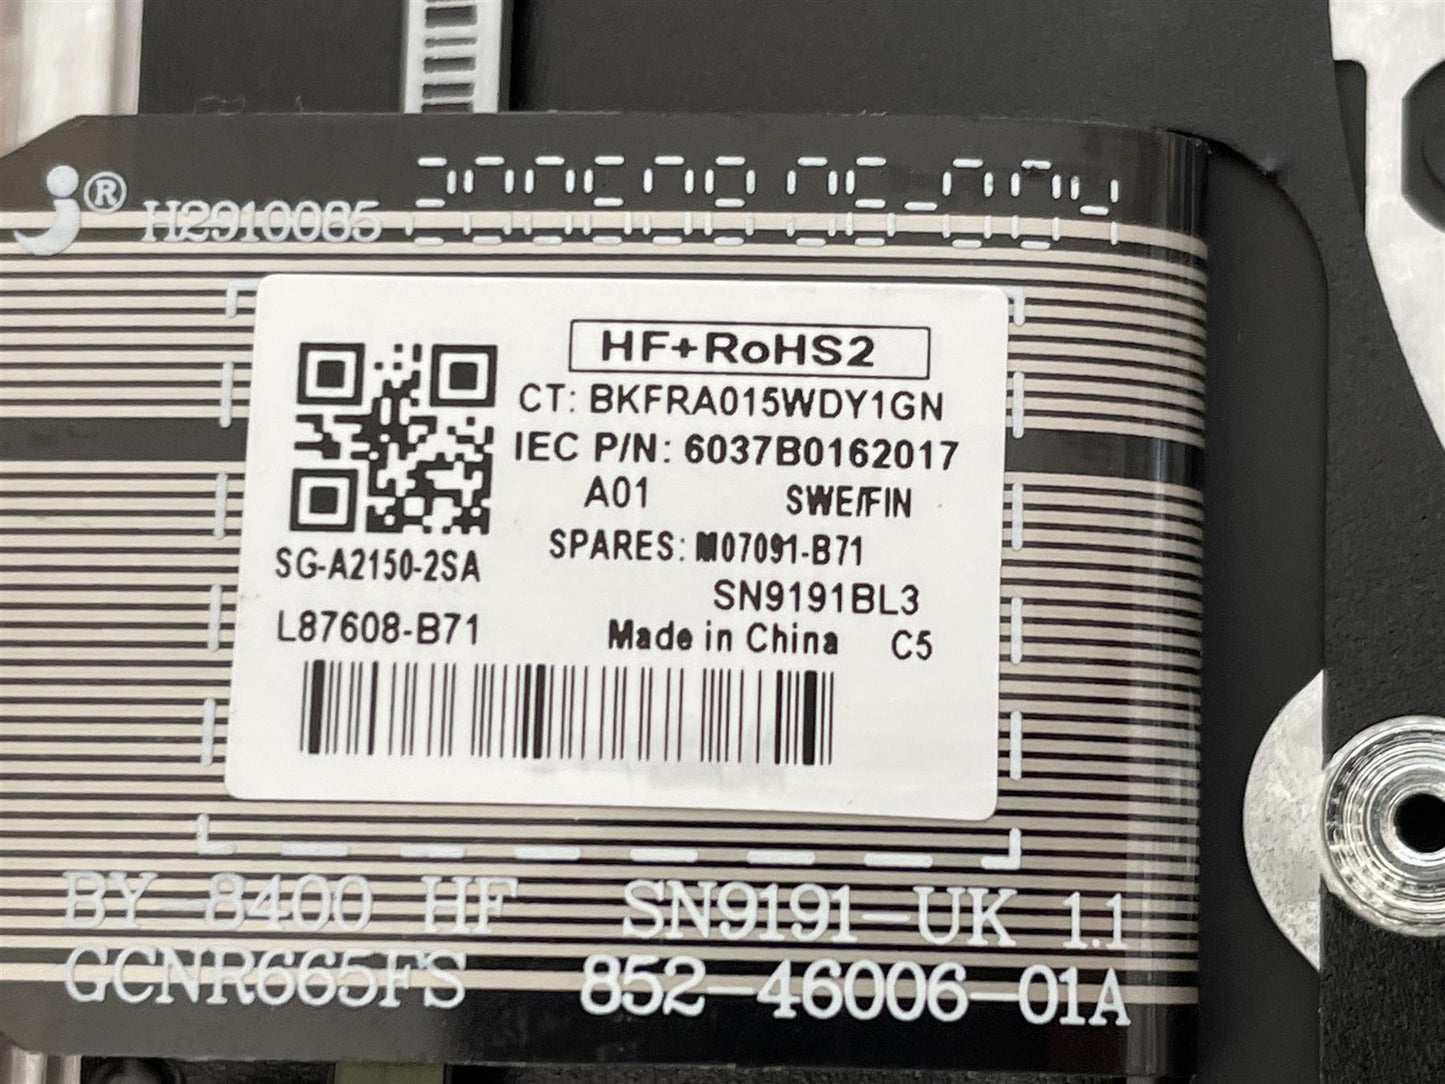 ® H2910085
HF+RoHS2
CT: BKFRA015WDY1GN
IEC P/N: 6037B0162017
A01 SWE/FIN
SPARES: M07091-B71
SG-A2150-2SA
SN9191BL3
L87608-B71
Made in China C5
BY-8400 HF SN9191-UK 1.1
GCNR665FS 852-46006-01A